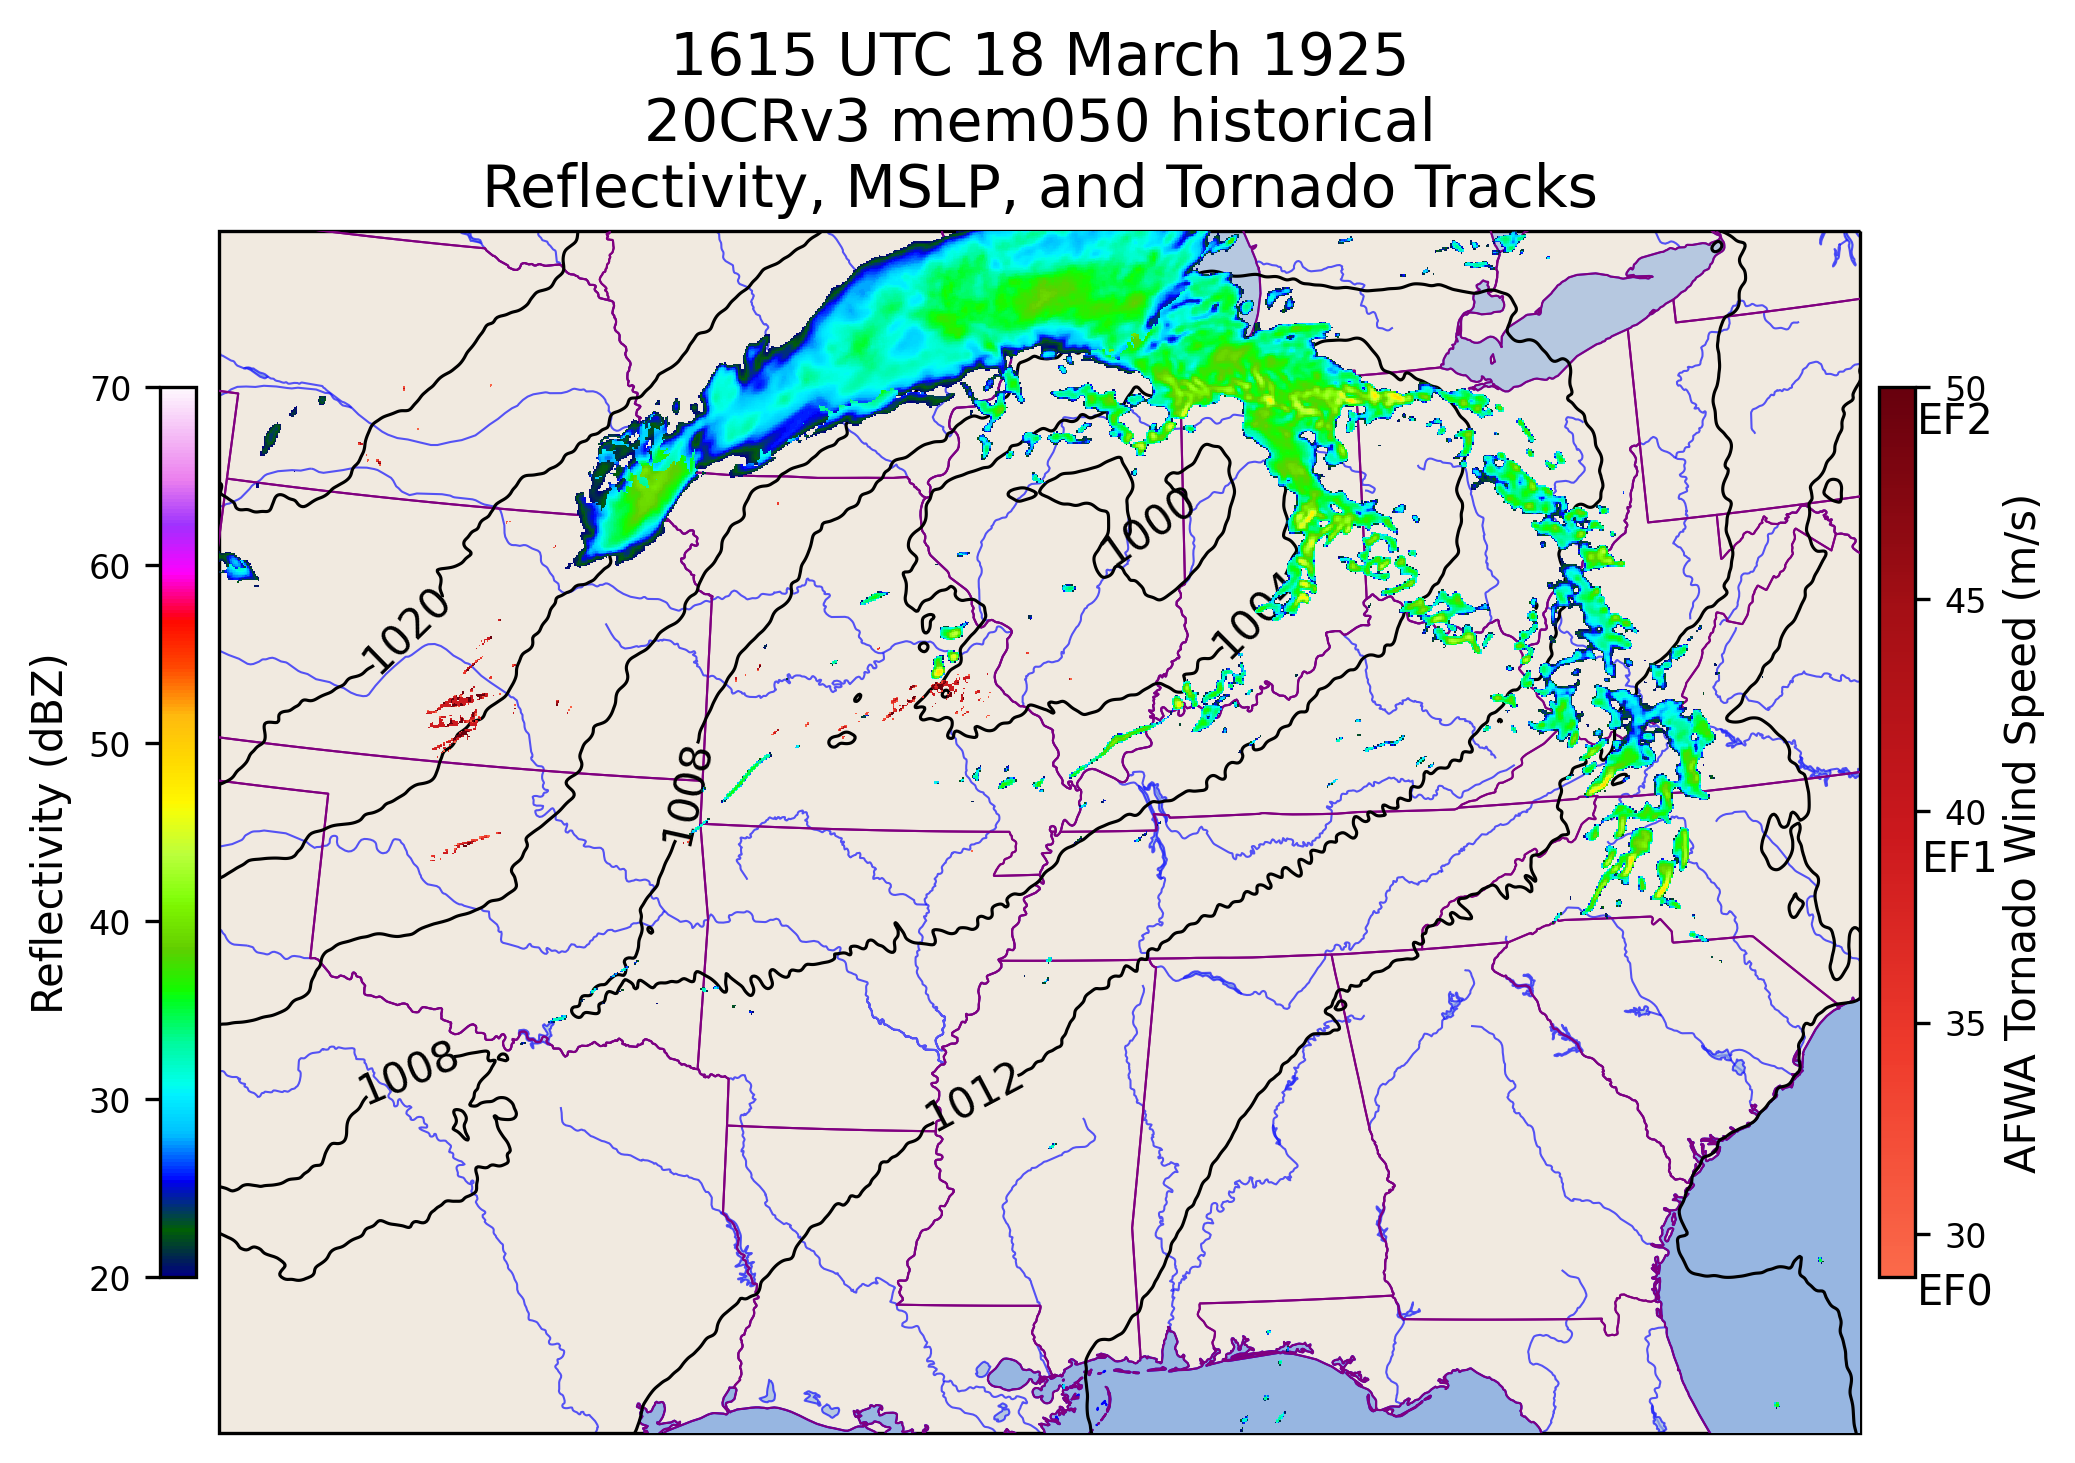 1615 UTC 18 March 1925
20CRv3 mem050 historical
Reflectivity, MSLP, and Tornado Tracks
Reflectivity (dBZ)
70
60
50
40
30
20
1020
1008
1008
1000
1004
1012
50
EF2
45
40
EF1
35
30
EF0
AFWA Tornado Wind Speed (m/s)